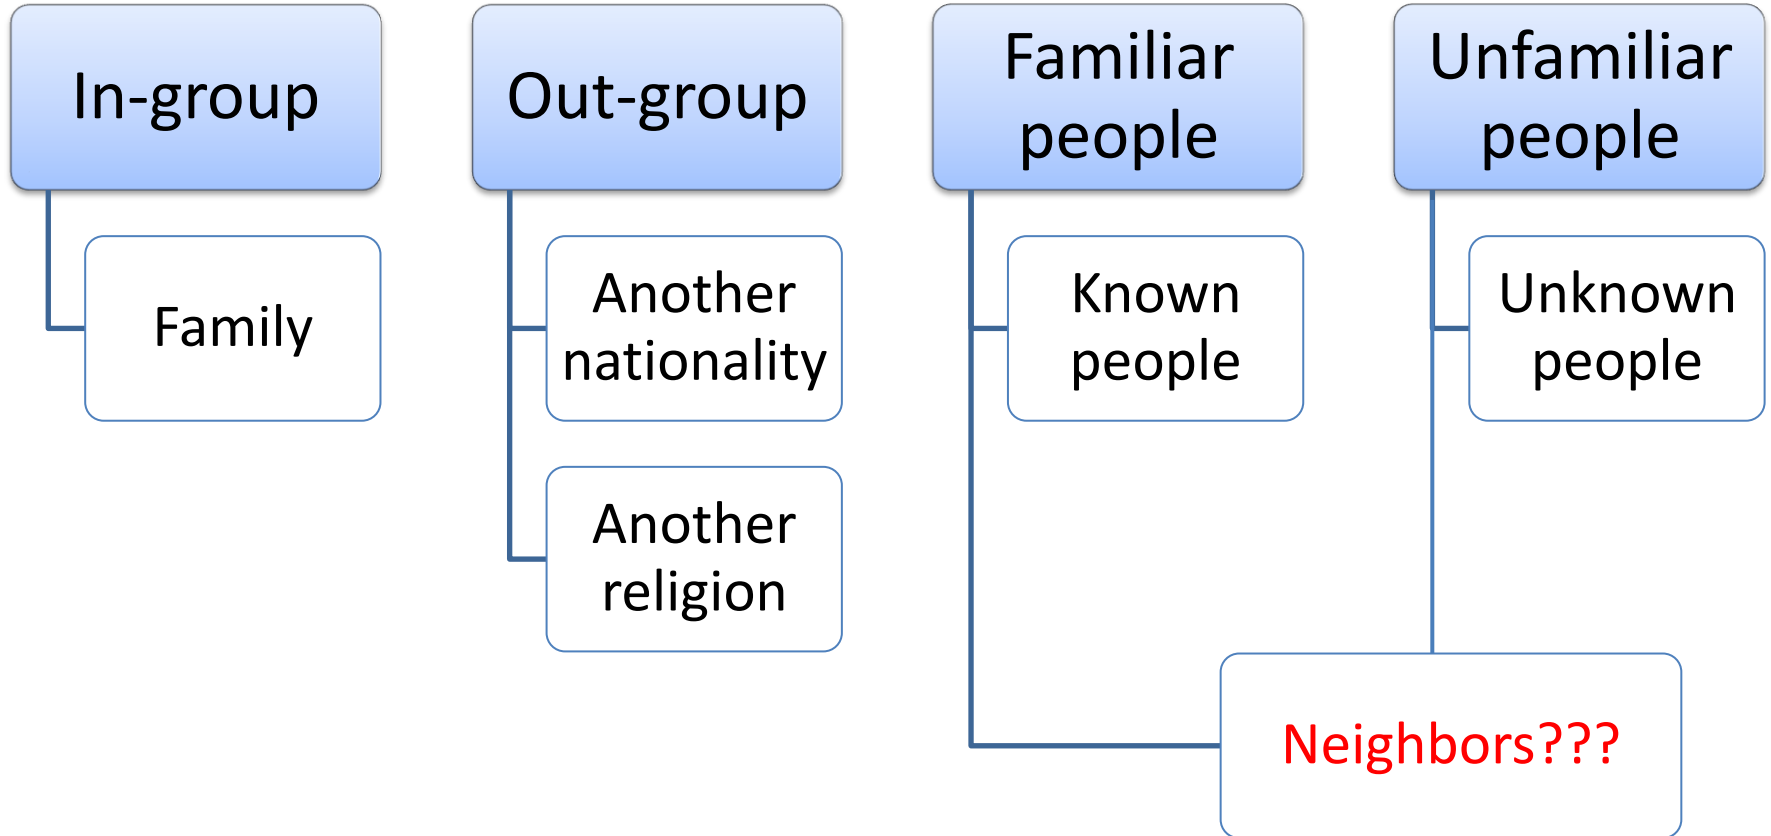 In-group
Out-group
Familiar
people
Unfamiliar
people
Family
Another
nationality
Known
people
Unknown
people
Another
religion
Neighbors???